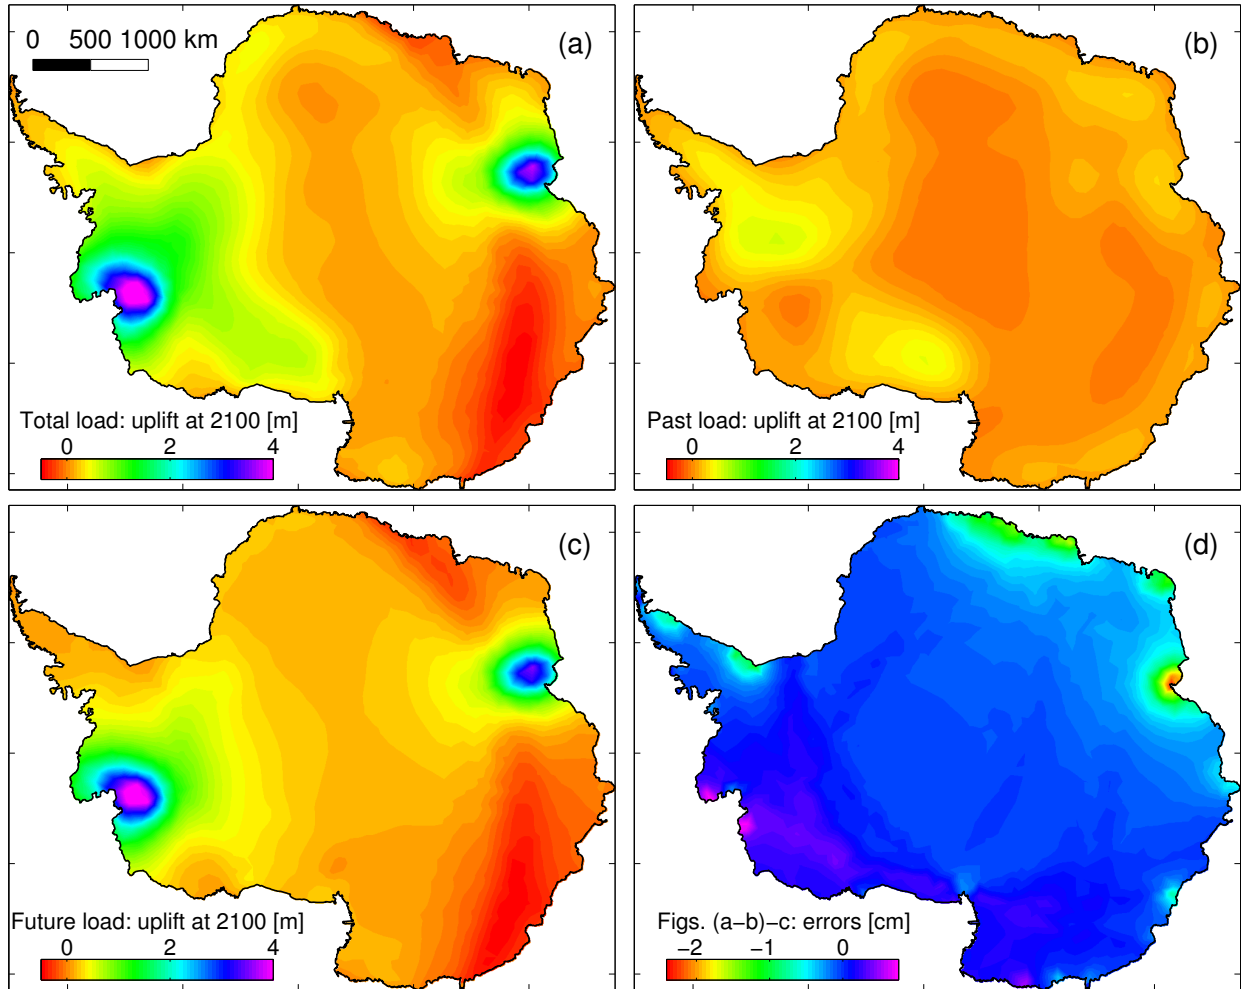 0 500 1000 km
(a)
Total load: uplift at 2100 [m]
0 2 4
(b)
Past load: uplift at 2100 [m]
0 2 4
(c)
Future load: uplift at 2100 [m]
0 2 4
(d)
Figs. (a−b)−c: errors [cm]
−2 −1 0